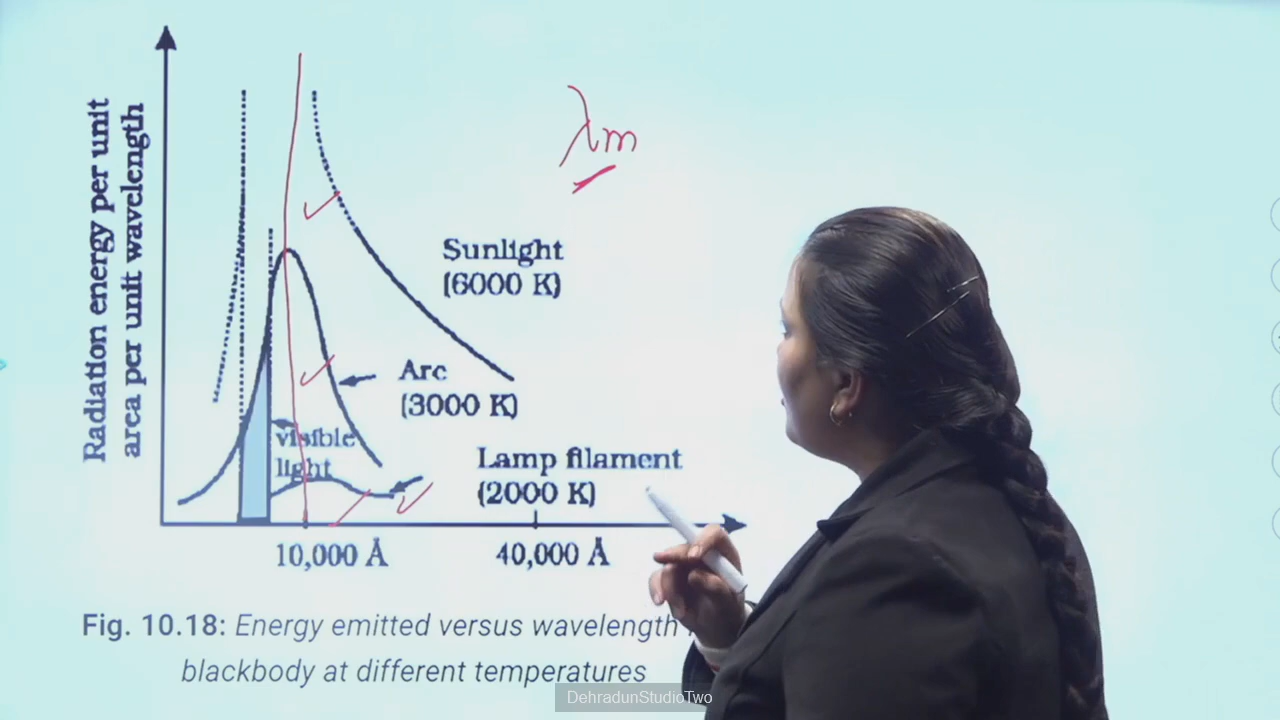 Radiation energy per unit
area per unit wavelength
λm
Sunlight
(6000 K)
Arc
(3000 K)
visible
light
Lamp filament
(2000 K)
10,000 Å
40,000 Å
Fig. 10.18: Energy emitted versus wavelength
blackbody at different temperatures
DehradunStudioTwo